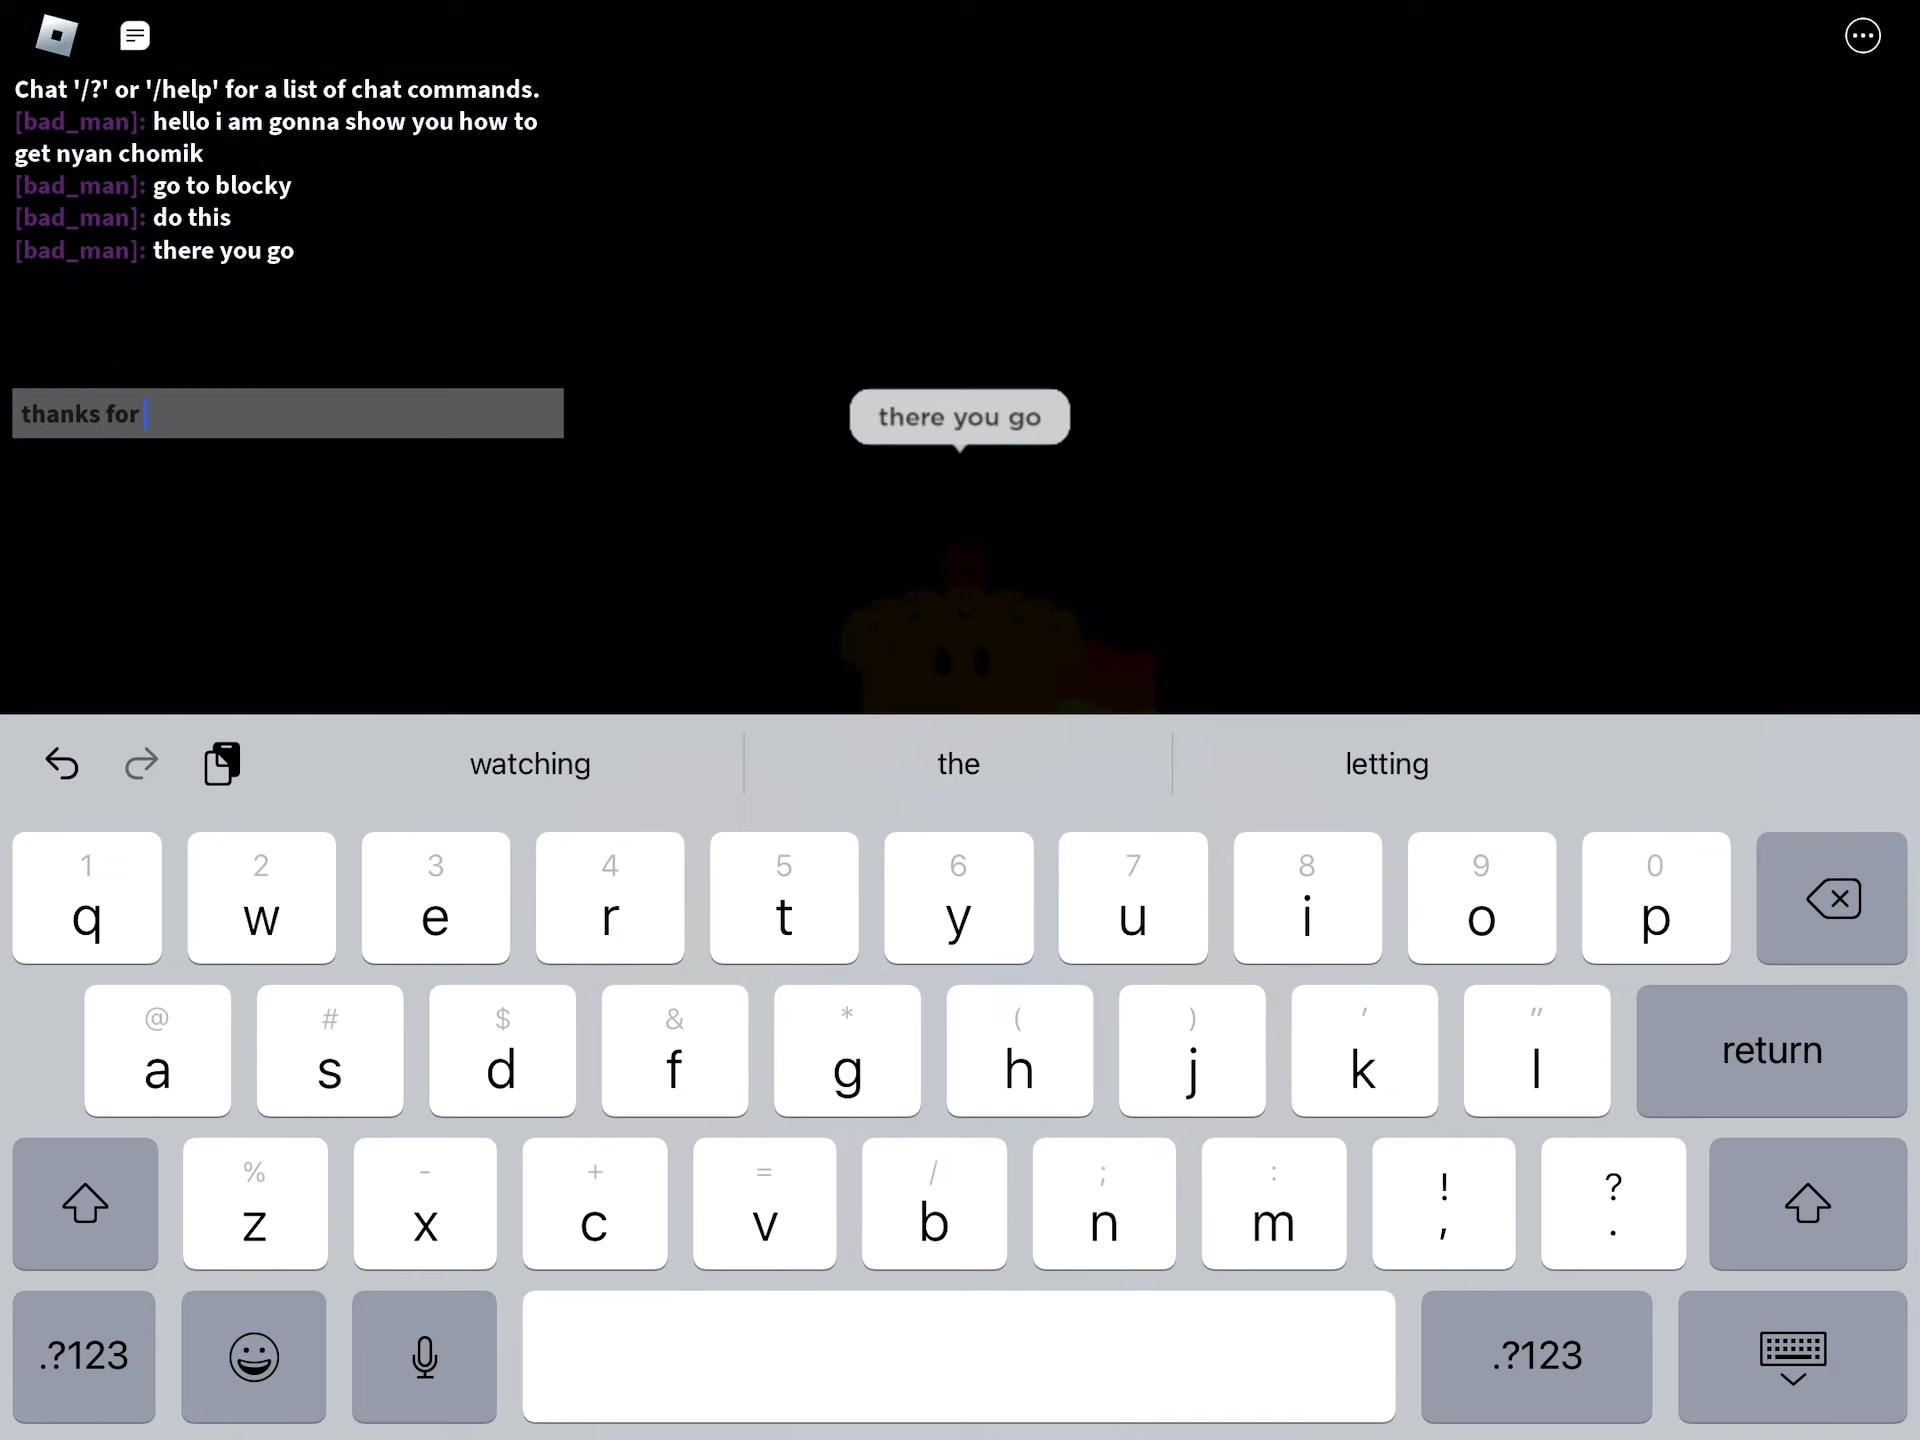 Chat '/?' or '/help' for a list of chat commands.
[bad_man]: hello i am gonna show you how to
get nyan chomik
[bad_man]: go to blocky
[bad_man]: do this
[bad_man]: there you go
thanks for
there you go
watching the letting
1 2 3 4 5 6 7 8 9 0
q w e r t y u i o p
@ # $ & * ( ) ' "
a s d f g h j k l return
% - + = / ; : ! ?
z x c v b n m , .
.?123 .?123